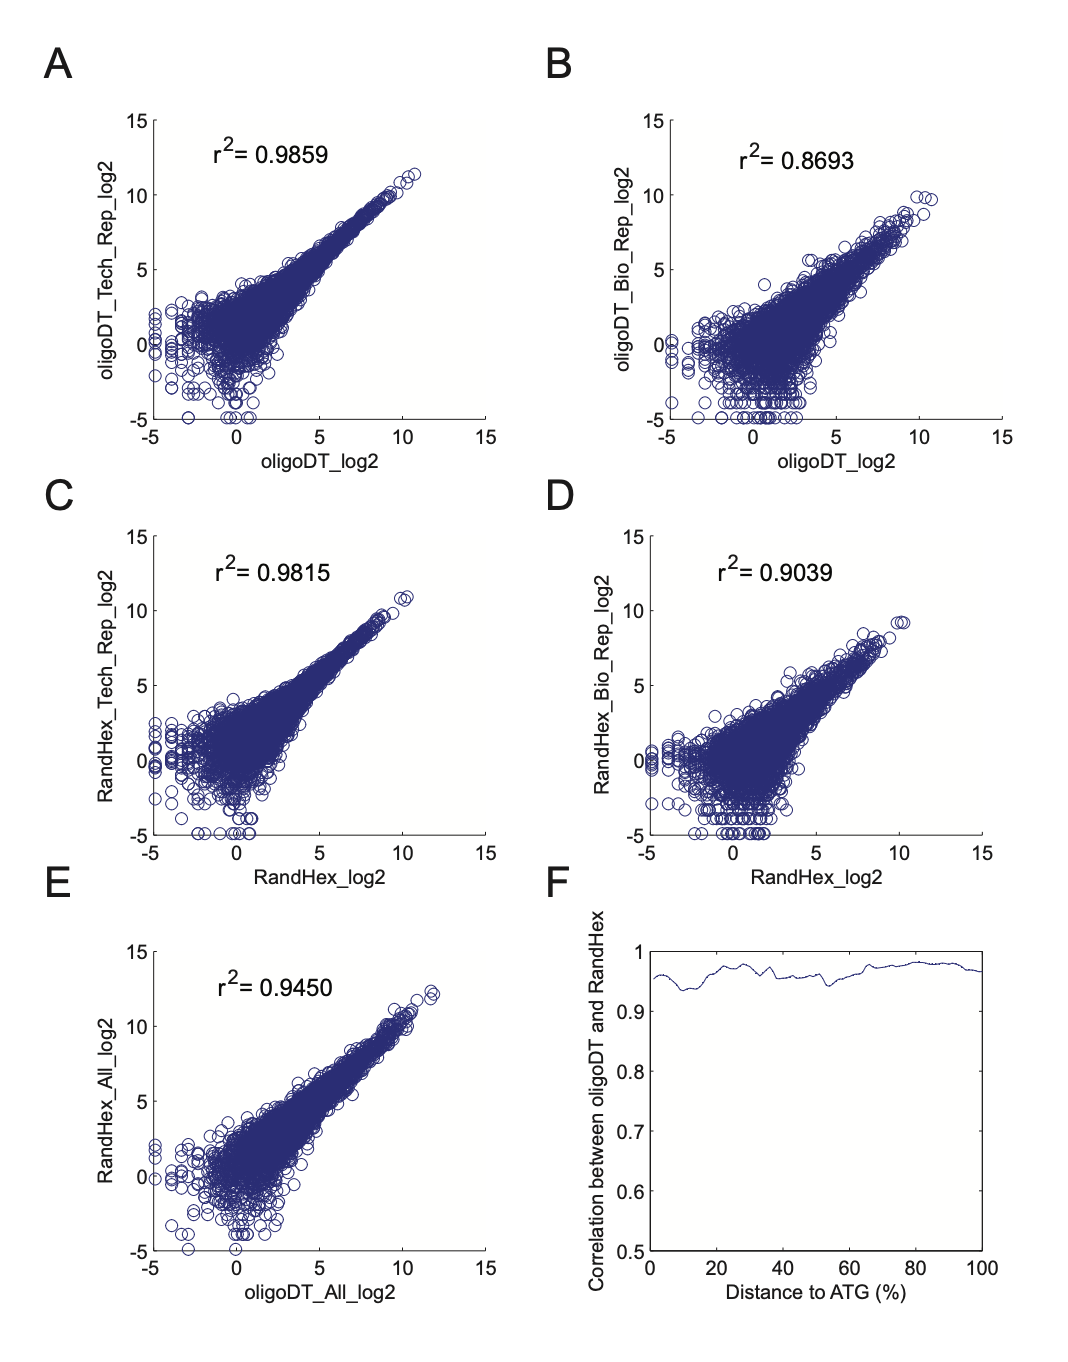 A
15
10
5
0
-5
-5 0 5 10 15
r2= 0.9859
oligoDT_Tech_Rep_log2
oligoDT_log2
B
15
10
5
0
-5
-5 0 5 10 15
r2= 0.8693
oligoDT_Bio_Rep_log2
oligoDT_log2
C
15
10
5
0
-5
-5 0 5 10 15
r2= 0.9815
RandHex_Tech_Rep_log2
RandHex_log2
D
15
10
5
0
-5
-5 0 5 10 15
r2= 0.9039
RandHex_Bio_Rep_log2
RandHex_log2
E
15
10
5
0
-5
-5 0 5 10 15
r2= 0.9450
RandHex_All_log2
oligoDT_All_log2
F
1
0.9
0.8
0.7
0.6
0.5
0 20 40 60 80 100
Correlation between oligoDT and RandHex
Distance to ATG (%)